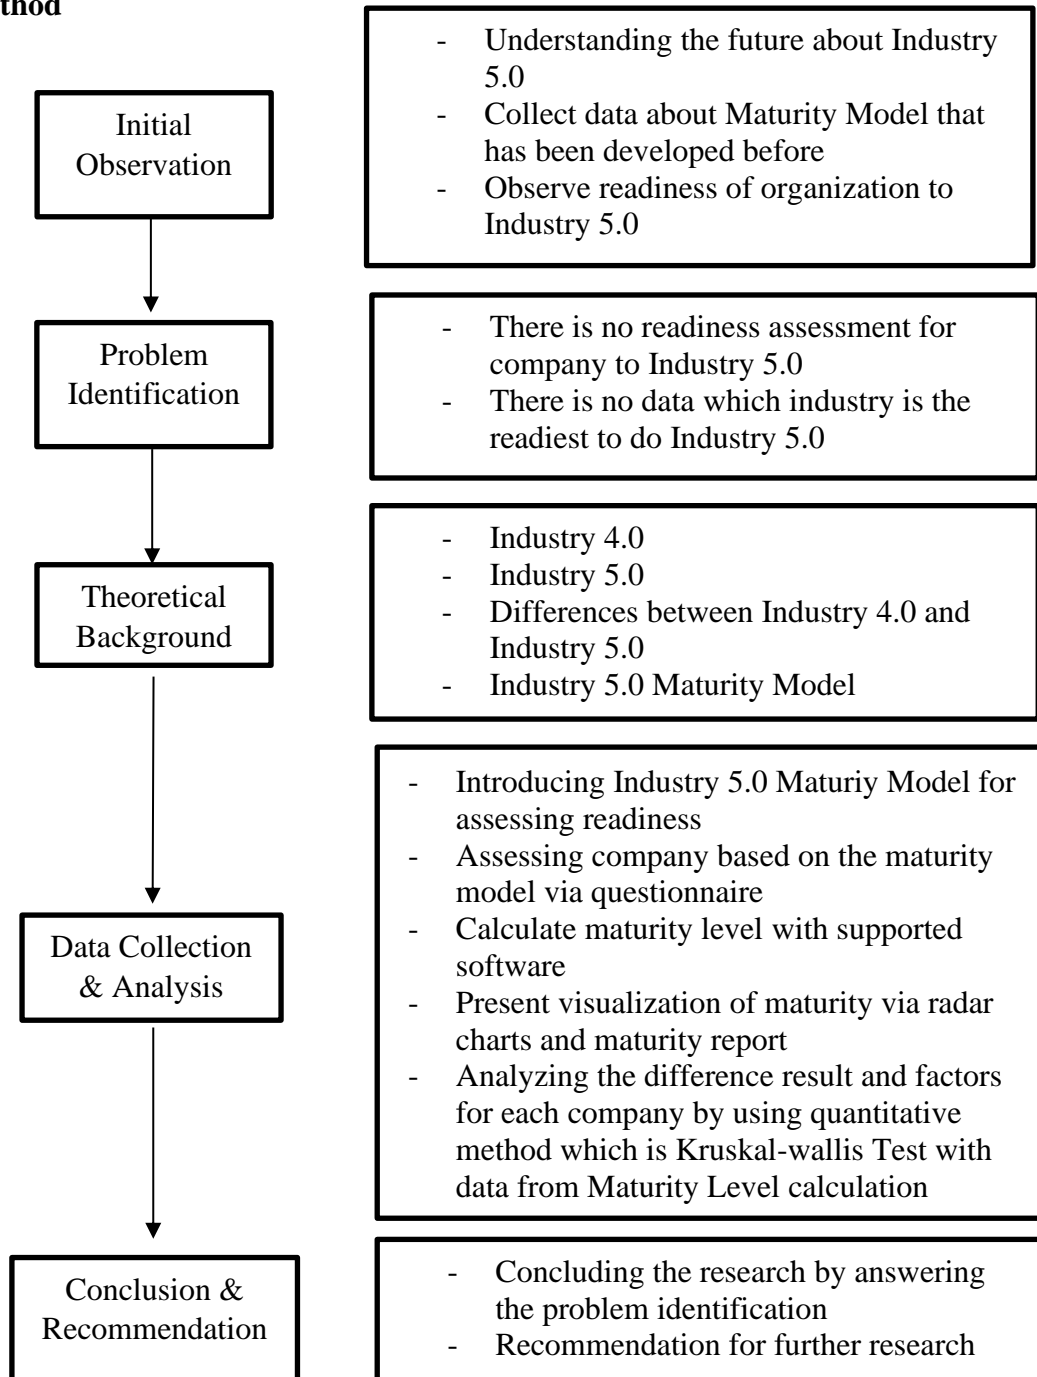 thod
Initial
Observation
- Understanding the future about Industry
5.0
- Collect data about Maturity Model that
has been developed before
- Observe readiness of organization to
Industry 5.0
Problem
Identification
- There is no readiness assessment for
company to Industry 5.0
- There is no data which industry is the
readiest to do Industry 5.0
Theoretical
Background
- Industry 4.0
- Industry 5.0
- Differences between Industry 4.0 and
Industry 5.0
- Industry 5.0 Maturity Model
Data Collection
& Analysis
- Introducing Industry 5.0 Maturiy Model for
assessing readiness
- Assessing company based on the maturity
model via questionnaire
- Calculate maturity level with supported
software
- Present visualization of maturity via radar
charts and maturity report
- Analyzing the difference result and factors
for each company by using quantitative
method which is Kruskal-wallis Test with
data from Maturity Level calculation
Conclusion &
Recommendation
- Concluding the research by answering
the problem identification
- Recommendation for further research